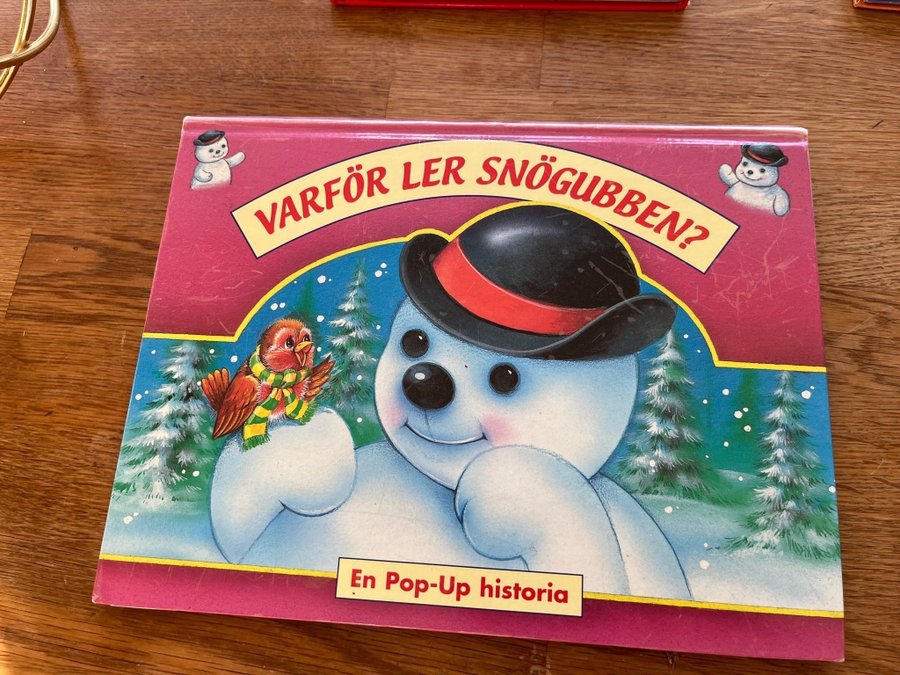 VARFÖR LER SNÖGUBBEN?
En Pop-Up historia